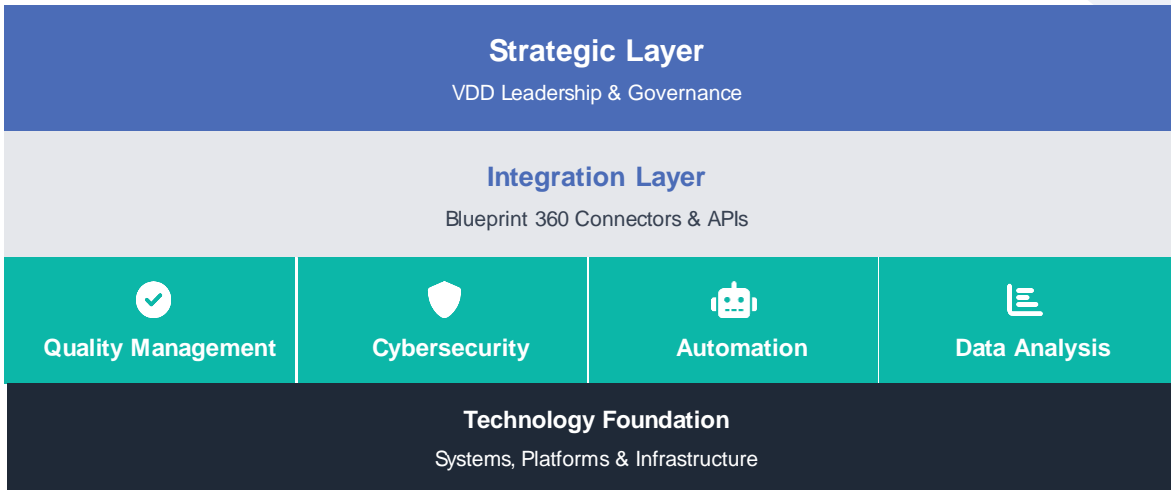 Strategic Layer
VDD Leadership & Governance
Integration Layer
Blueprint 360 Connectors & APIs
Quality Management
Cybersecurity
Automation
Data Analysis
Technology Foundation
Systems, Platforms & Infrastructure